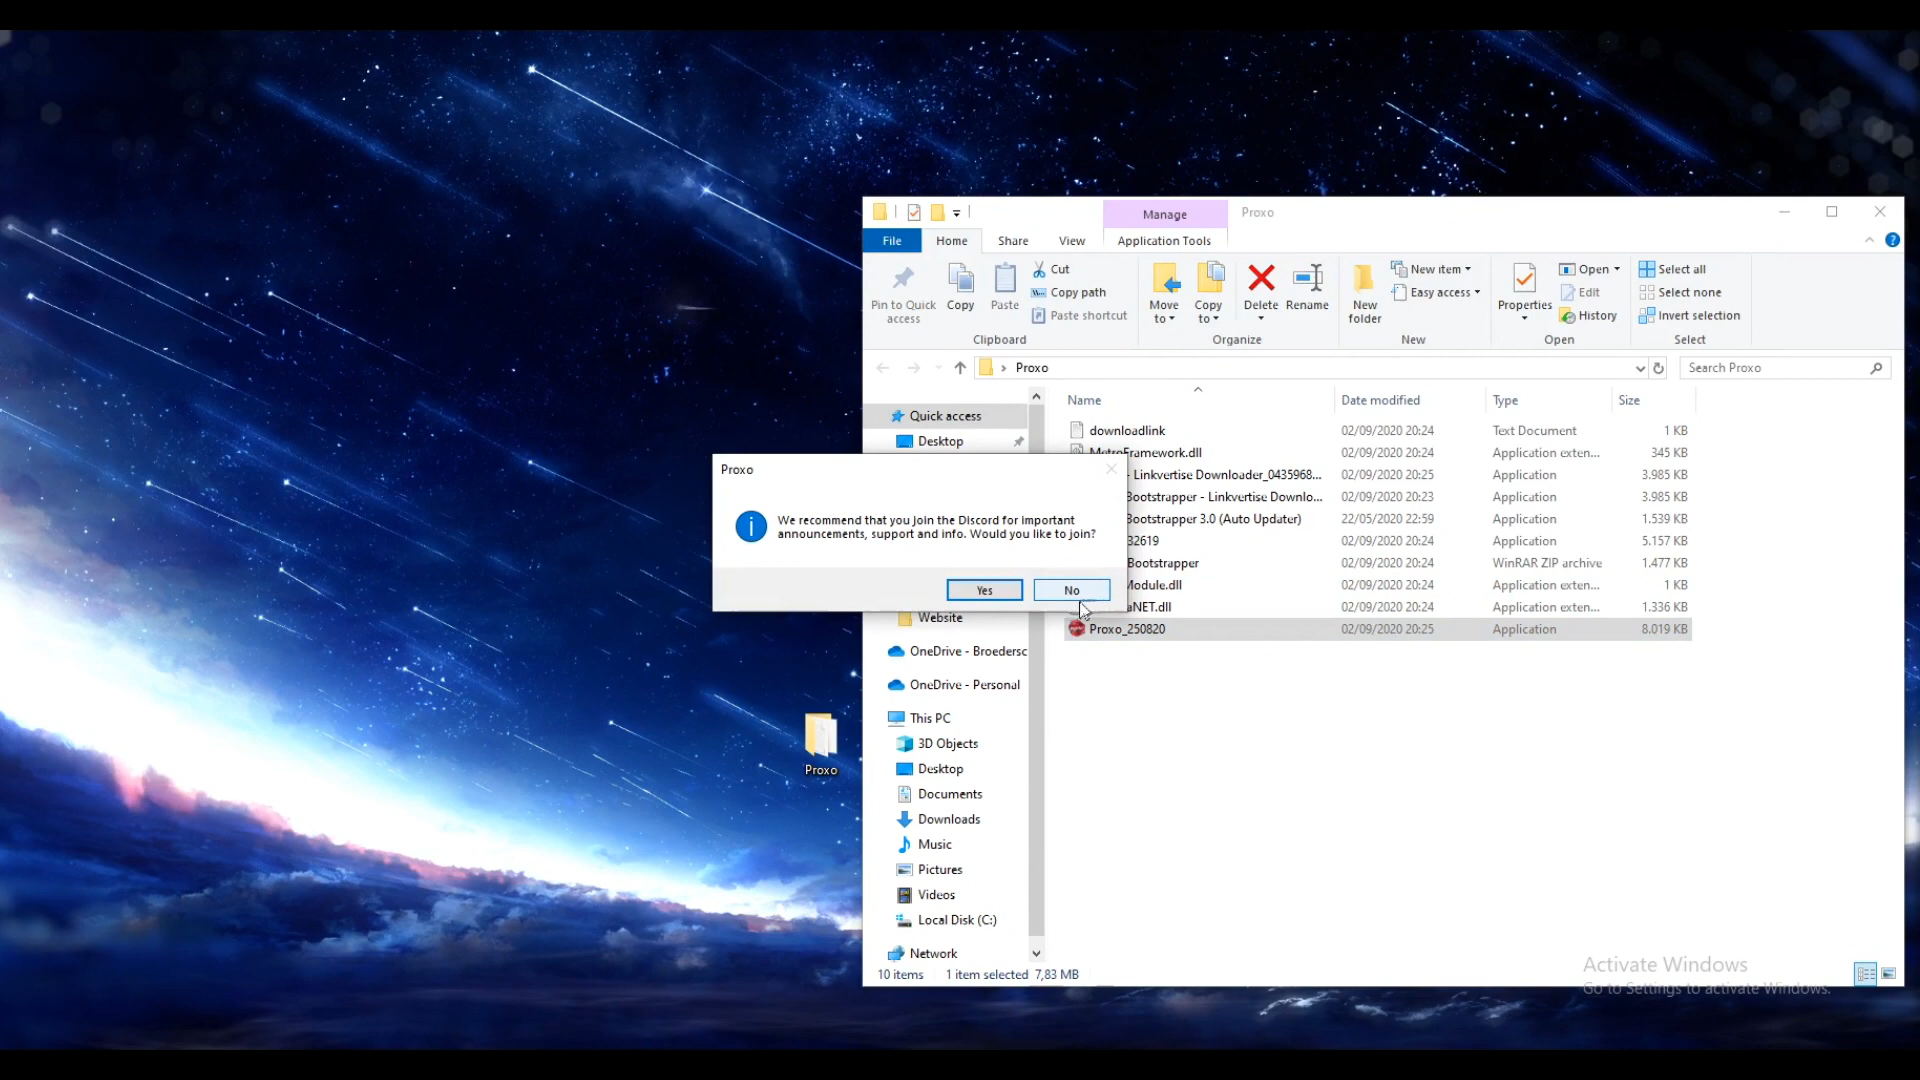 Manage
Proxo
File
Home
Share
View
Application Tools
Pin to Quick access
Copy
Paste
Cut
Copy path
Paste shortcut
Move to
Copy to
Delete
Rename
New folder
New item
Easy access
Properties
Open
Edit
History
Select all
Select none
Invert selection
Clipboard
Organize
New
Open
Select
Proxo
Search Proxo
Name
Date modified
Type
Size
Quick access
Desktop
downloadlink 02/09/2020 20:24 Text Document 1 KB
MetroFramework.dll 02/09/2020 20:24 Application exten... 345 KB
- Linkvertise Downloader_0435968... 02/09/2020 20:25 Application 3.985 KB
Bootstrapper - Linkvertise Downlo... 02/09/2020 20:23 Application 3.985 KB
Bootstrapper 3.0 (Auto Updater) 22/05/2020 22:59 Application 1.539 KB
32619 02/09/2020 20:24 Application 5.157 KB
Bootstrapper 02/09/2020 20:24 WinRAR ZIP archive 1.477 KB
Module.dll 02/09/2020 20:24 Application exten... 1 KB
aNET.dll 02/09/2020 20:24 Application exten... 1.336 KB
Proxo_250820 02/09/2020 20:25 Application 8.019 KB
Proxo
We recommend that you Join the Discord for important
announcements, support and info. Would you like to Join?
Yes
No
Website
OneDrive - Broedersc
OneDrive - Personal
This PC
3D Objects
Desktop
Documents
Downloads
Music
Pictures
Videos
Local Disk (C:)
Network
10 items
1 item selected 7,83 MB
Proxo
Activate Windows
Go to Settings to activate Windows.